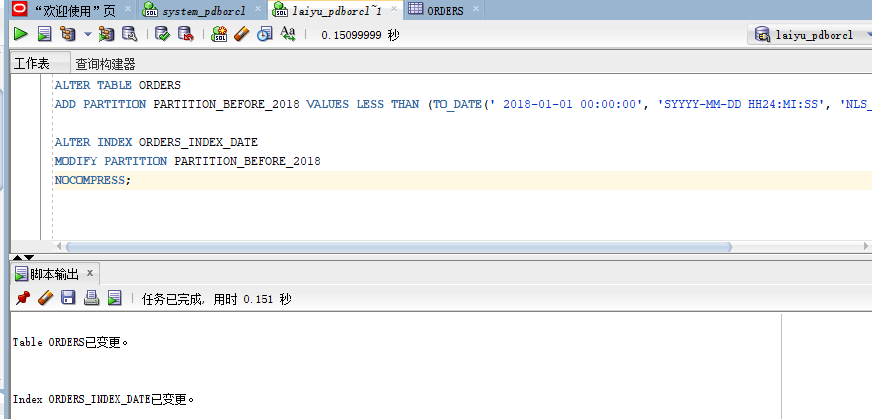 “欢迎使用”页
system_pdborcl
laiyu_pdborcl~1
ORDERS
0.15099999 秒
laiyu_pdborcl
工作表
查询构建器
ALTER TABLE ORDERS
ADD PARTITION PARTITION_BEFORE_2018 VALUES LESS THAN (TO_DATE(' 2018-01-01 00:00:00', 'SYYYY-MM-DD HH24:MI:SS', 'NLS_
ALTER INDEX ORDERS_INDEX_DATE
MODIFY PARTITION PARTITION_BEFORE_2018
NOCOMPRESS;
脚本输出
任务已完成, 用时 0.151 秒
Table ORDERS已变更。
Index ORDERS_INDEX_DATE已变更。